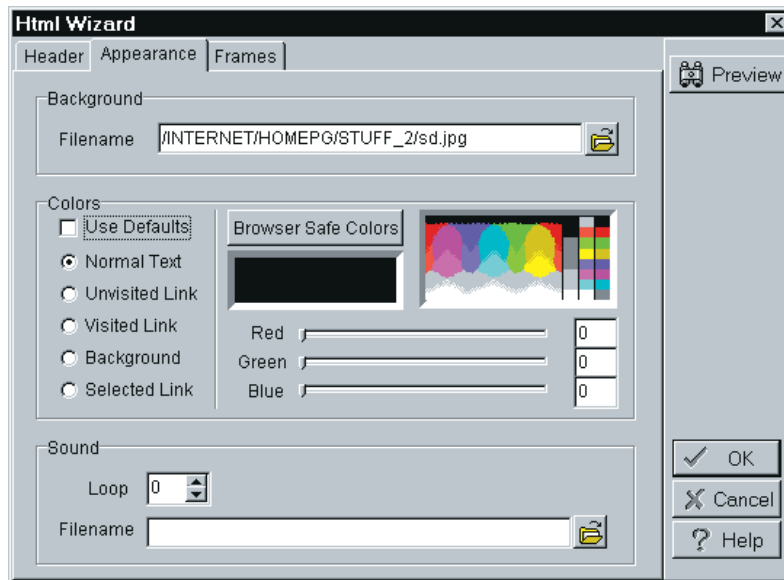 Html Wizard
Header Appearance Frames
Preview
Background
Filename /INTERNET/HOMEPG/STUFF_2/sd.jpg
Colors
Use Defaults
Browser Safe Colors
Normal Text
Unvisited Link
Visited Link
Background
Selected Link
Red 0
Green 0
Blue 0
Sound
Loop 0
Filename
OK
Cancel
? Help